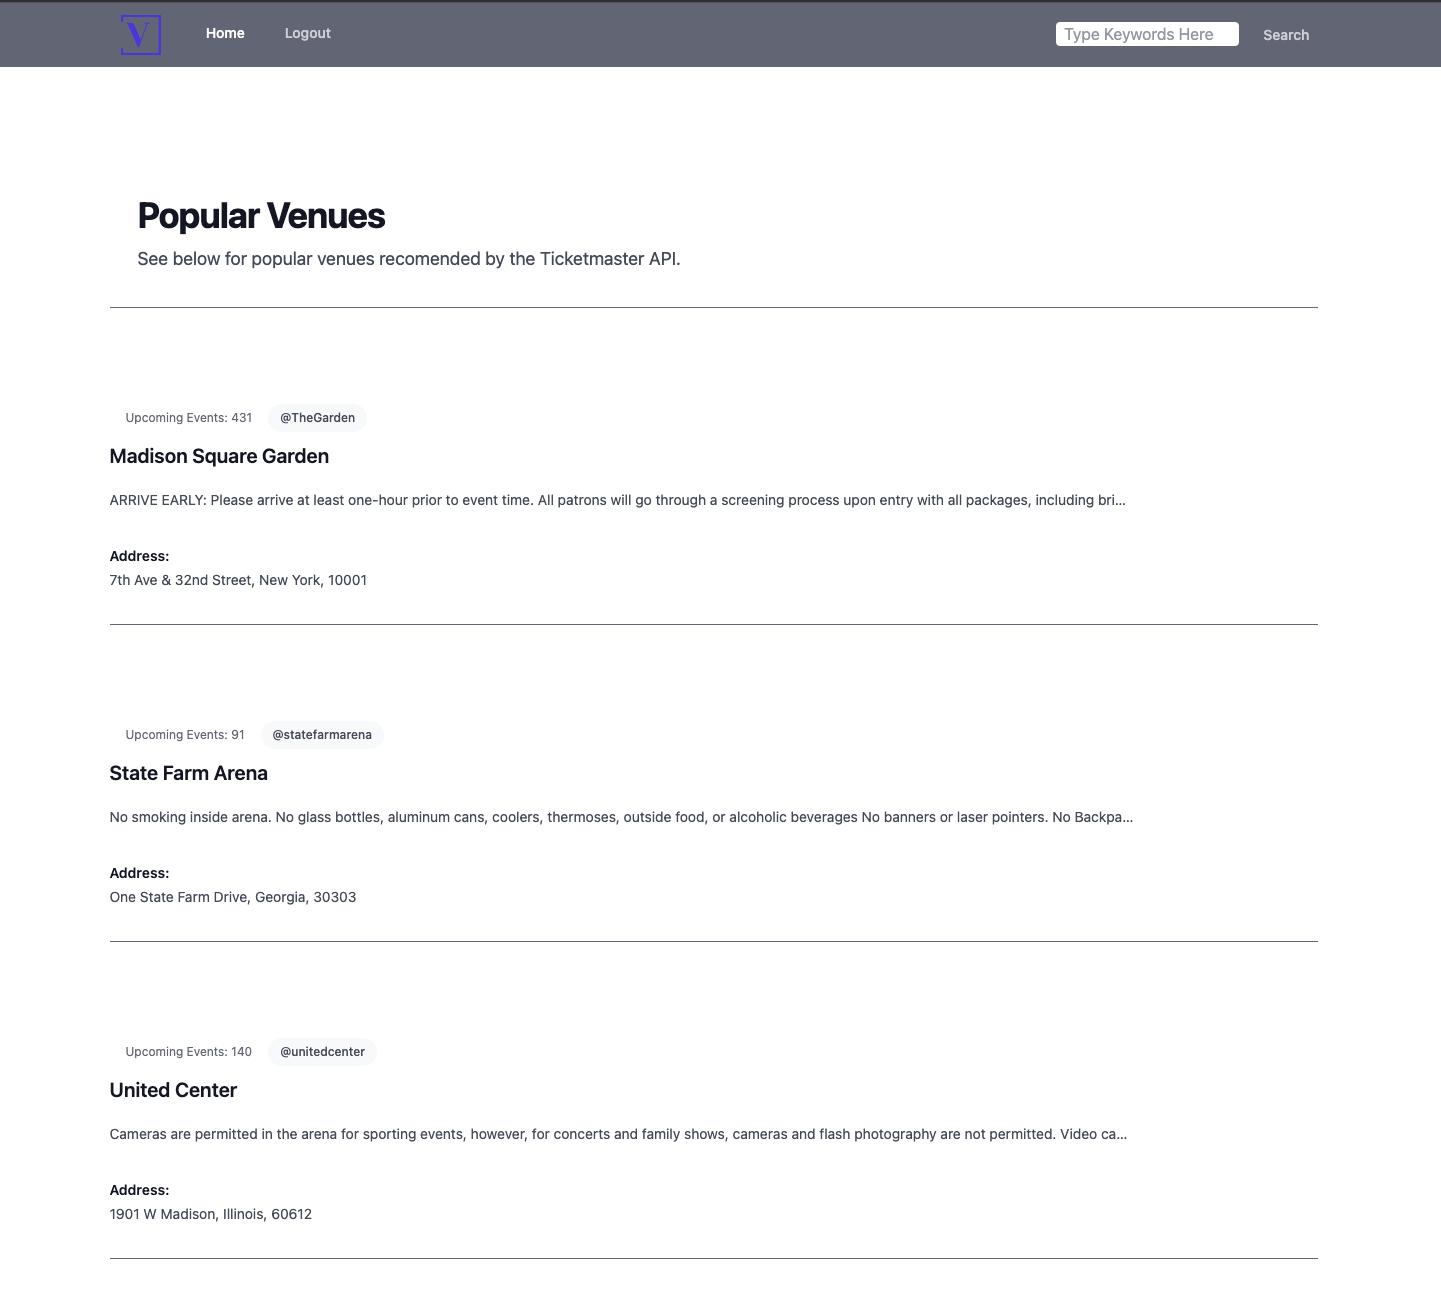 V
Home
Logout
Type Keywords Here
Search
Popular Venues
See below for popular venues recomended by the Ticketmaster API.
Upcoming Events: 431
@TheGarden
Madison Square Garden
ARRIVE EARLY: Please arrive at least one-hour prior to event time. All patrons will go through a screening process upon entry with all packages, including bri...
Address:
7th Ave & 32nd Street, New York, 10001
Upcoming Events: 91
@statefarmarena
State Farm Arena
No smoking inside arena. No glass bottles, aluminum cans, coolers, thermoses, outside food, or alcoholic beverages No banners or laser pointers. No Backpa...
Address:
One State Farm Drive, Georgia, 30303
Upcoming Events: 140
@unitedcenter
United Center
Cameras are permitted in the arena for sporting events, however, for concerts and family shows, cameras and flash photography are not permitted. Video ca...
Address:
1901 W Madison, Illinois, 60612